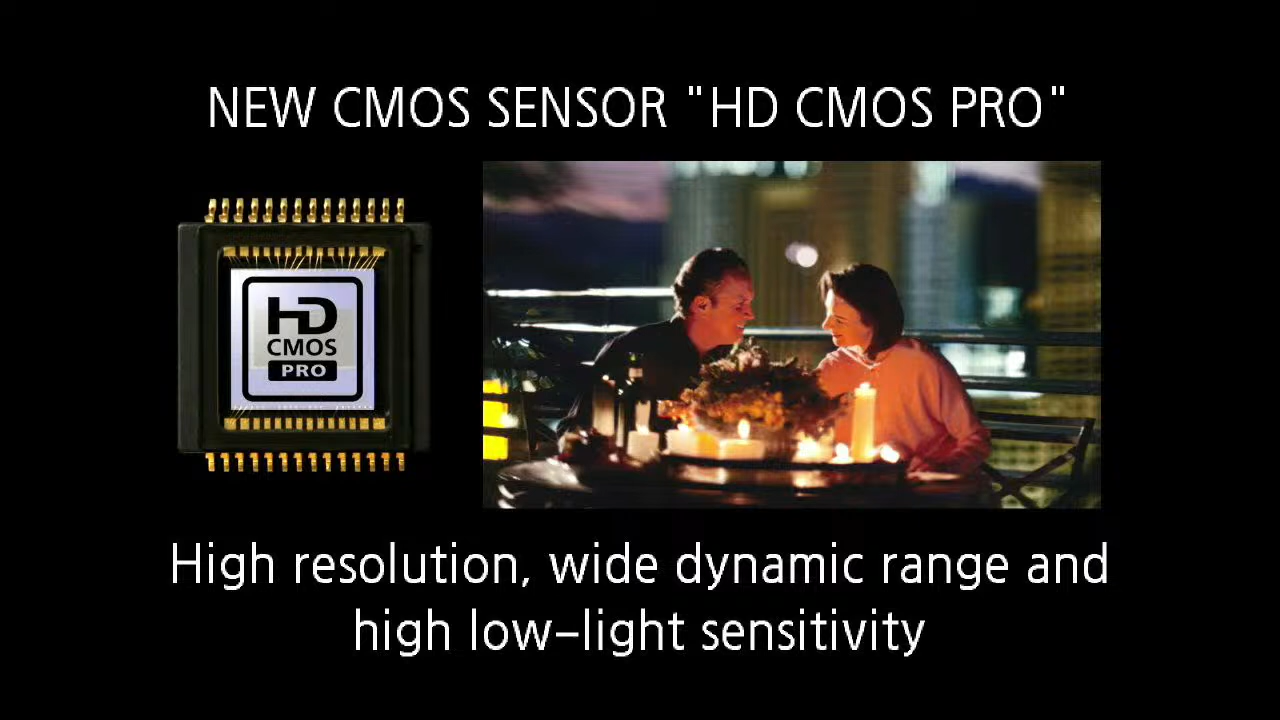 NEW CMOS SENSOR "HD CMOS PRO"
HD
CMOS
PRO
High resolution, wide dynamic range and
high low-light sensitivity